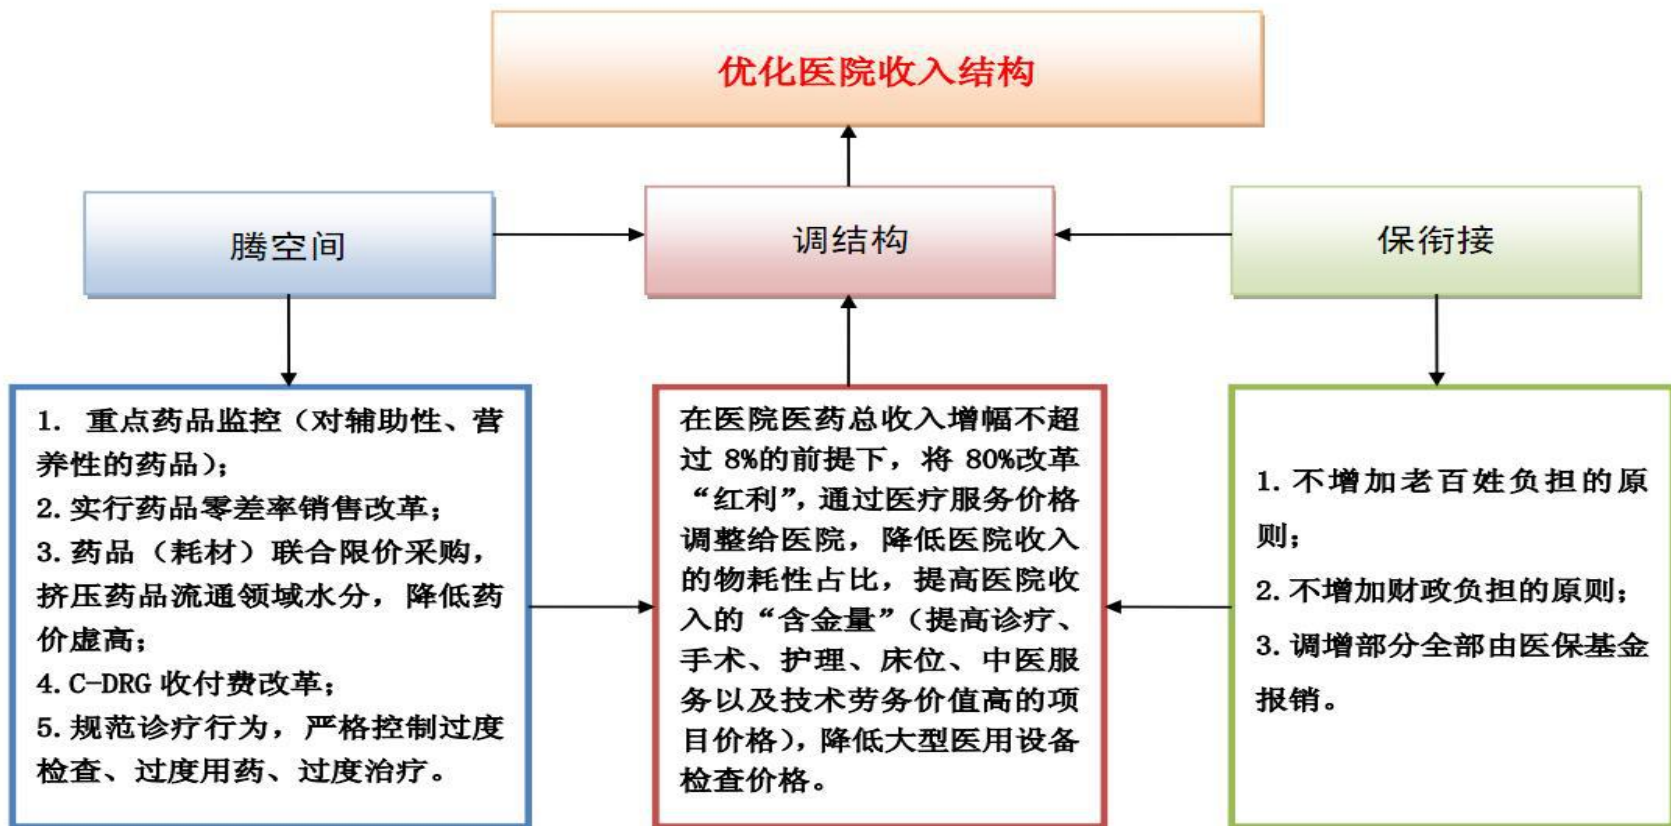 优化医院收入结构
腾空间
调结构
保衔接
1. 重点药品监控（对辅助性、营
养性的药品）；
2.实行药品零差率销售改革；
3.药品（耗材）联合限价采购，
挤压药品流通领域水分，降低药
价虚高；
4.C-DRG 收付费改革；
5.规范诊疗行为，严格控制过度
检查、过度用药、过度治疗。
在医院医药总收入增幅不超
过 8%的前提下，将 80%改革
“红利”，通过医疗服务价格
调整给医院，降低医院收入
的物耗性占比，提高医院收
入的“含金量”（提高诊疗、
手术、护理、床位、中医服
务以及技术劳务价值高的项
目价格），降低大型医用设备
检查价格。
1.不增加老百姓负担的原
则；
2.不增加财政负担的原则；
3.调增部分全部由医保基金
报销。